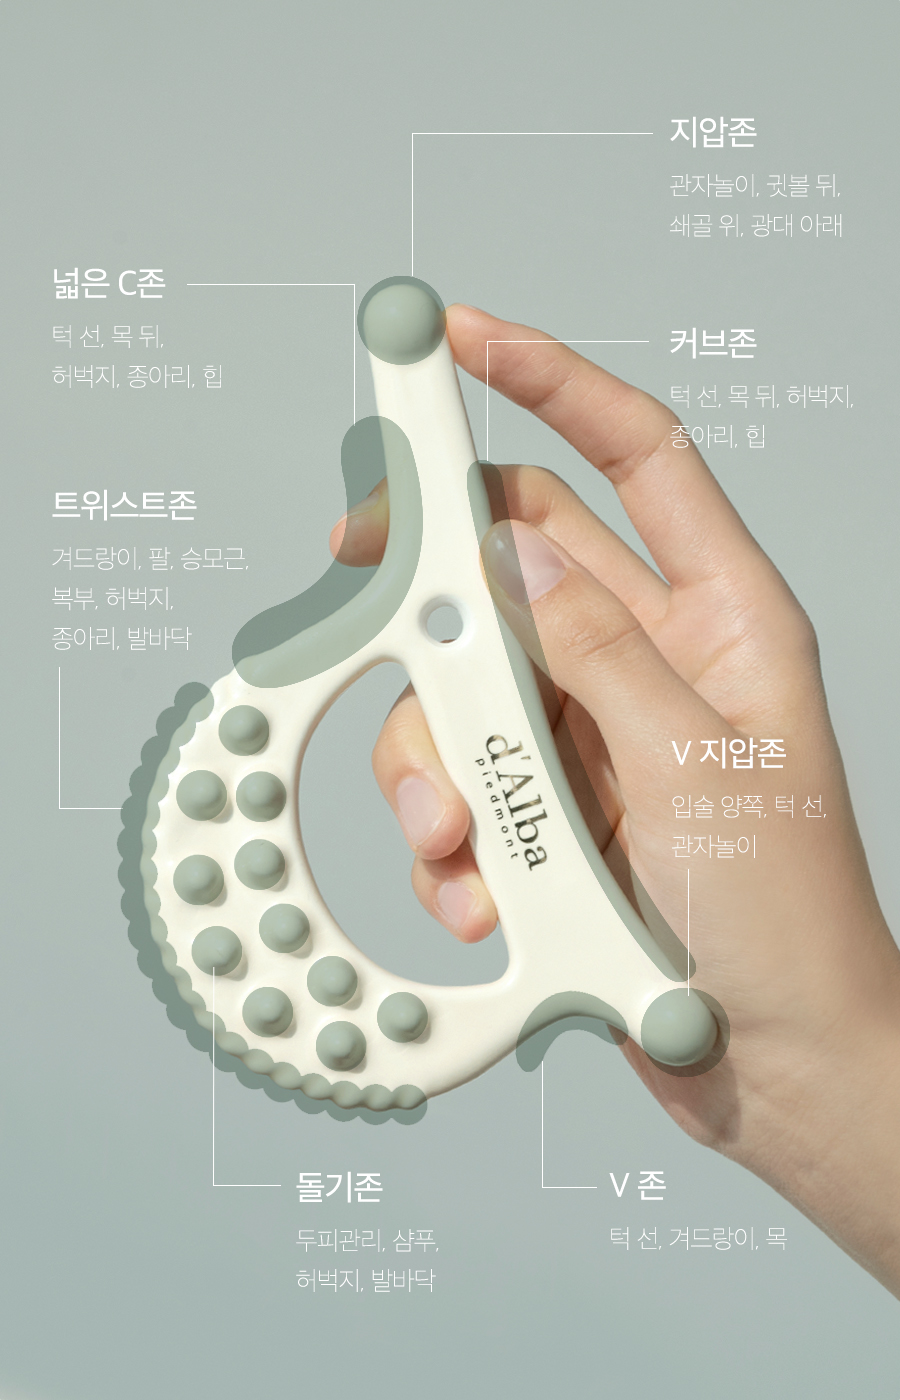 지압존
관자놀이, 귓볼 뒤,
쇄골 위, 광대 아래
넓은 C존
턱 선, 목 뒤,
허벅지, 종아리, 힙
커브존
턱 선, 목 뒤, 허벅지,
종아리, 힙
트위스트존
겨드랑이, 팔, 승모근,
복부, 허벅지,
종아리, 발바닥
d'Alba
piedmont
V 지압존
입술 양쪽, 턱 선,
관자놀이
돌기존
두피관리, 샴푸,
허벅지, 발바닥
V 존
턱 선, 겨드랑이, 목